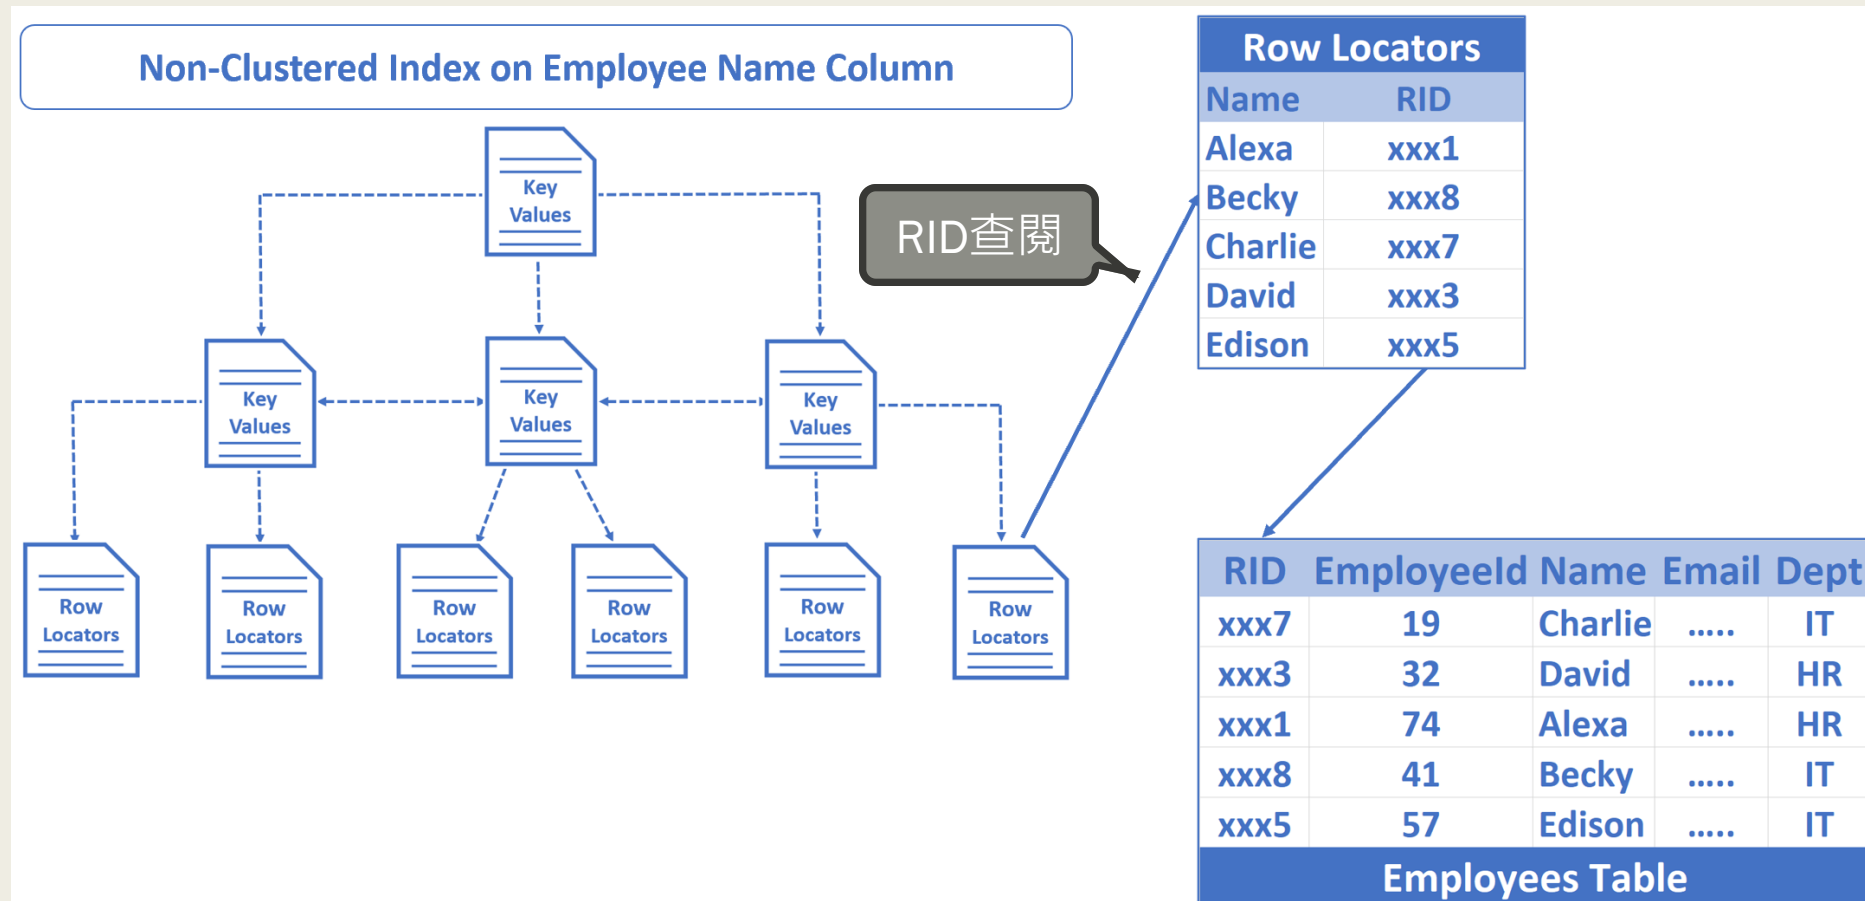 Non-Clustered Index on Employee Name Column
Key
Values
Key
Values
Key
Values
Key
Values
Row
Locators
Row
Locators
Row
Locators
Row
Locators
Row
Locators
Row
Locators
RID查閱
Row Locators
Name RID
Alexa xxx1
Becky xxx8
Charlie xxx7
David xxx3
Edison xxx5
RID EmployeeId Name Email Dept
xxx7 19 Charlie ..... IT
xxx3 32 David ..... HR
xxx1 74 Alexa ..... HR
xxx8 41 Becky ..... IT
xxx5 57 Edison ..... IT
Employees Table